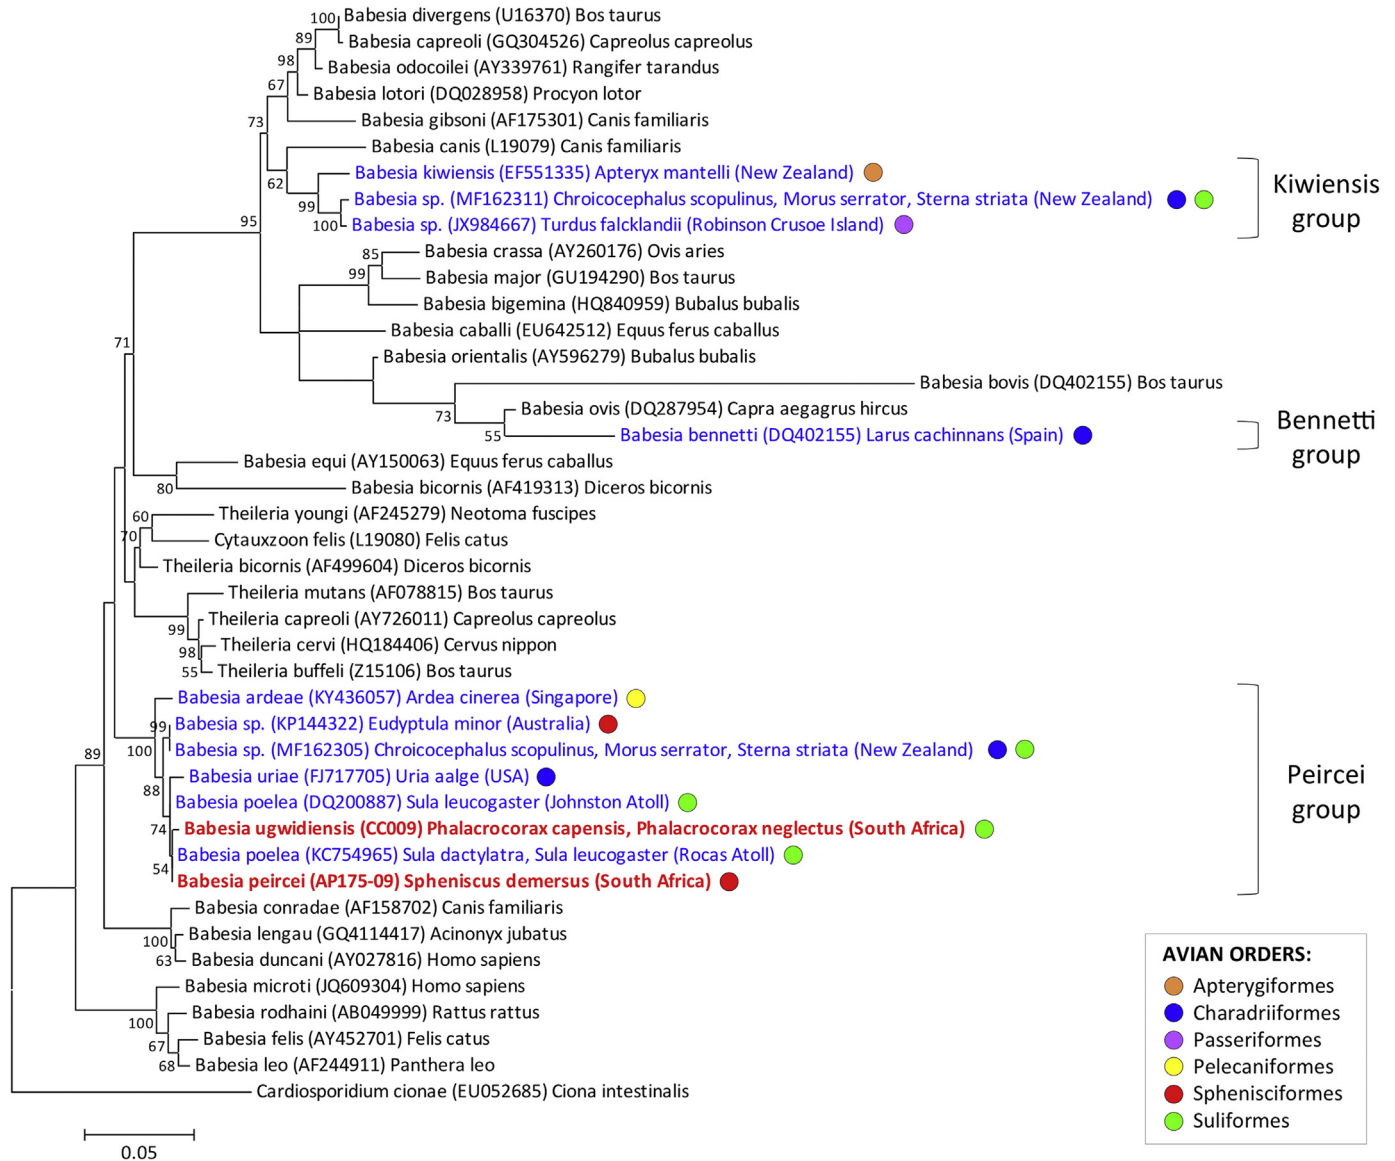 100 Babesia divergens (U16370) Bos taurus
89 Babesia capreoli (GQ304526) Capreolus capreolus
98 Babesia odocoilei (AY339761) Rangifer tarandus
67 Babesia lotori (DQ028958) Procyon lotor
73 Babesia gibsoni (AF175301) Canis familiaris
Babesia canis (L19079) Canis familiaris
62 Babesia kiwiensis (EF551335) Apteryx mantelli (New Zealand)
99 Babesia sp. (MF162311) Chroicocephalus scopulinus, Morus serrator, Sterna striata (New Zealand)
100 Babesia sp. (JX984667) Turdus falcklandii (Robinson Crusoe Island)
Kiwiensis
group
95
85 Babesia crassa (AY260176) Ovis aries
99 Babesia major (GU194290) Bos taurus
Babesia bigemina (HQ840959) Bubalus bubalis
Babesia caballi (EU642512) Equus ferus caballus
71 Babesia orientalis (AY596279) Bubalus bubalis
Babesia bovis (DQ402155) Bos taurus
73 Babesia ovis (DQ287954) Capra aegagrus hircus
55 Babesia bennetti (DQ402155) Larus cachinnans (Spain)
Bennetti
group
Babesia equi (AY150063) Equus ferus caballus
80 Babesia bicornis (AF419313) Diceros bicornis
60 Theileria youngi (AF245279) Neotoma fuscipes
70 Cytauxzoon felis (L19080) Felis catus
Theileria bicornis (AF499604) Diceros bicornis
Theileria mutans (AF078815) Bos taurus
99 Theileria capreoli (AY726011) Capreolus capreolus
98 Theileria cervi (HQ184406) Cervus nippon
55 Theileria buffeli (Z15106) Bos taurus
Babesia ardeae (KY436057) Ardea cinerea (Singapore)
99 Babesia sp. (KP144322) Eudyptula minor (Australia)
89 100 Babesia sp. (MF162305) Chroicocephalus scopulinus, Morus serrator, Sterna striata (New Zealand)
88 Babesia uriae (FJ717705) Uria aalge (USA)
Babesia poelea (DQ200887) Sula leucogaster (Johnston Atoll)
74 Babesia ugwidiensis (CC009) Phalacrocorax capensis, Phalacrocorax neglectus (South Africa)
54 Babesia poelea (KC754965) Sula dactylatra, Sula leucogaster (Rocas Atoll)
Babesia peircei (AP175-09) Spheniscus demersus (South Africa)
Peircei
group
Babesia conradae (AF158702) Canis familiaris
100 Babesia lengau (GQ4114417) Acinonyx jubatus
63 Babesia duncani (AY027816) Homo sapiens
Babesia microti (JQ609304) Homo sapiens
100 Babesia rodhaini (AB049999) Rattus rattus
67 Babesia felis (AY452701) Felis catus
68 Babesia leo (AF244911) Panthera leo
Cardiosporidium cionae (EU052685) Ciona intestinalis
0.05
AVIAN ORDERS:
Apterygiformes
Charadriiformes
Passeriformes
Pelecaniformes
Sphenisciformes
Suliformes